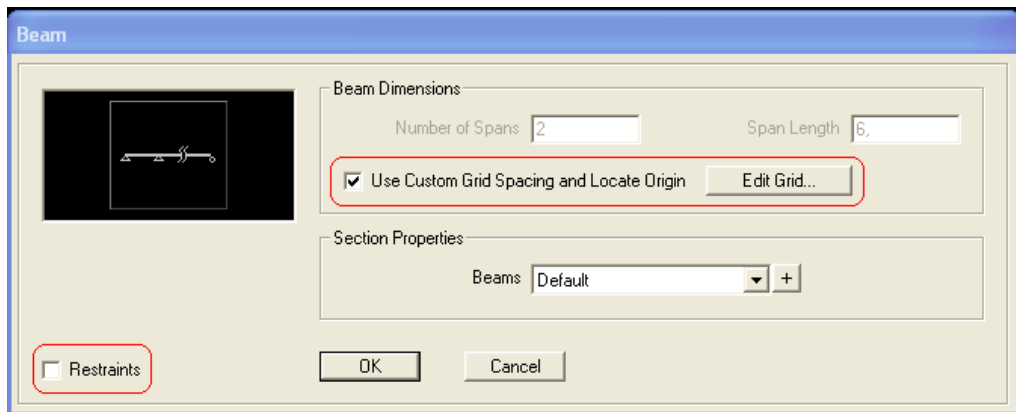 Beam
Beam Dimensions
Number of Spans 2 Span Length 6,
Use Custom Grid Spacing and Locate Origin Edit Grid...
Section Properties
Beams Default +
Restraints OK Cancel